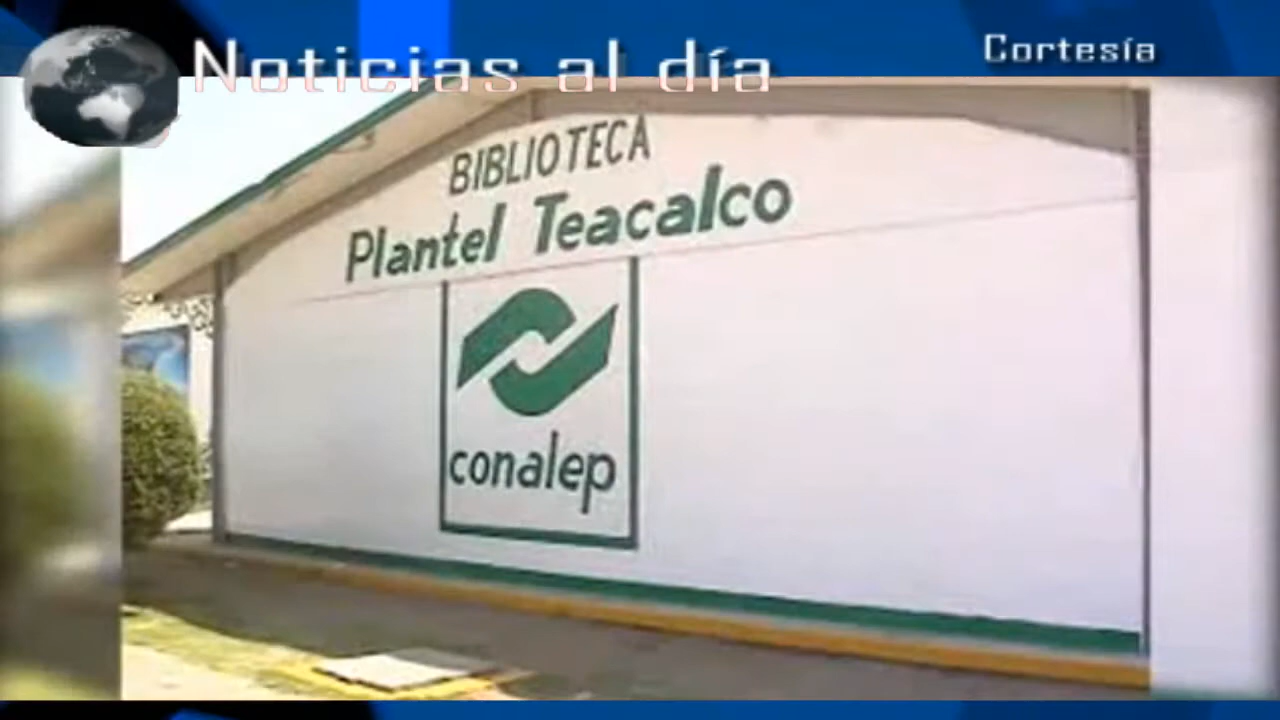 Noticias al día
Cortesía
BIBLIOTECA
Plantel Teacalco
conalep